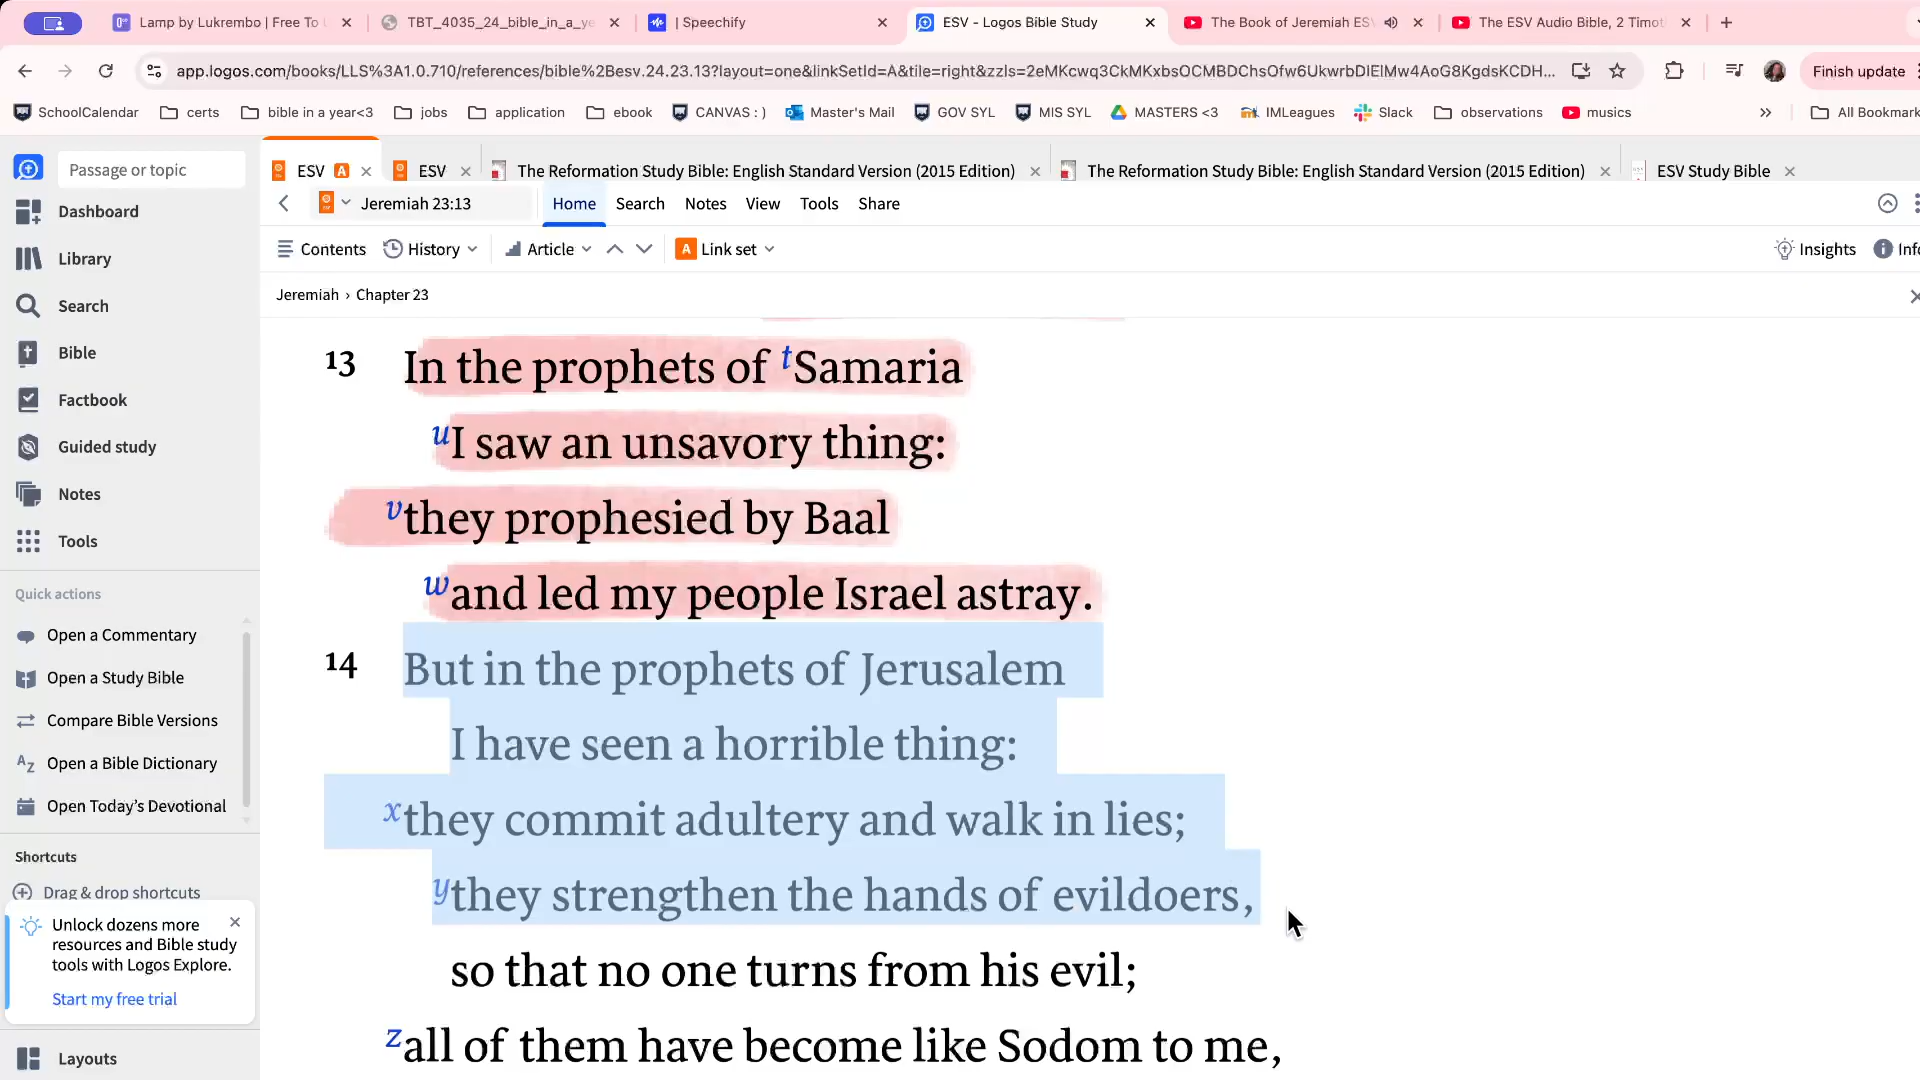 Lamp by Lukrembo | Free To U
TBT_4035_24_bible_in_a_ye
| Speechify
ESV - Logos Bible Study
The Book of Jeremiah ES
The ESV Audio Bible, 2 Timot
app.logos.com/books/LLS%3A1.0.710/references/bible%2Besv.24.23.13?layout=one&linkSetId=A&tile=right&zzls=2eMKcwq3CkMKxbsOCMBDChsOfw6UkwrbDlElMw4AoG8KgdsKCDH...
Finish update
SchoolCalendar
certs
bible in a year<3
jobs
application
ebook
CANVAS : )
Master's Mail
GOV SYL
MIS SYL
MASTERS <3
IMLeagues
Slack
observations
musics
»
All Bookmark
Passage or topic
ESV A
ESV
The Reformation Study Bible: English Standard Version (2015 Edition)
The Reformation Study Bible: English Standard Version (2015 Edition)
ESV Study Bible
Jeremiah 23:13
Home
Search
Notes
View
Tools
Share
Contents
History
Article
A Link set
Insights
Info
Jeremiah › Chapter 23
Dashboard
Library
Search
Bible
Factbook
Guided study
Notes
Tools
Quick actions
Open a Commentary
Open a Study Bible
Compare Bible Versions
Open a Bible Dictionary
Open Today's Devotional
Shortcuts
Drag & drop shortcuts
Unlock dozens more
resources and Bible study
tools with Logos Explore.
Start my free trial
Layouts
13 In the prophets of tSamaria
uI saw an unsavory thing:
vthey prophesied by Baal
wand led my people Israel astray.
14 But in the prophets of Jerusalem
I have seen a horrible thing:
xthey commit adultery and walk in lies;
ythey strengthen the hands of evildoers,
so that no one turns from his evil;
zall of them have become like Sodom to me,